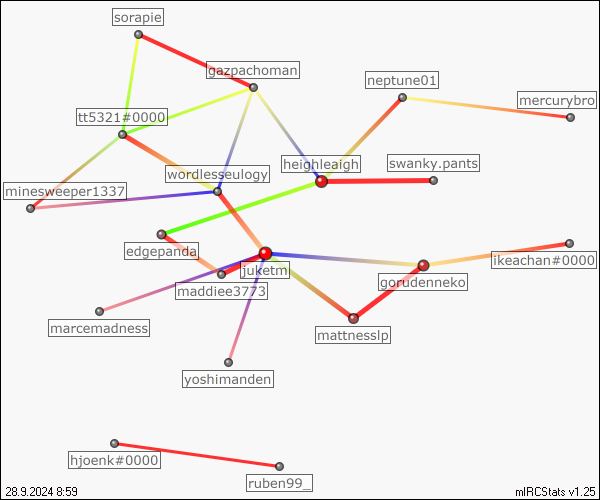 sorapie
gazpachoman
neptune01
mercurybro
tt5321#0000
heighleaigh
swanky.pants
wordlesseulogy
minesweeper1337
edgepanda
juketm
ikeachan#0000
gorudenneko
maddiee3773
marcemadness
mattnesslp
yoshimanden
hjoenk#0000
ruben99_
28.9.2024 8:59
mIRCStats v1.25